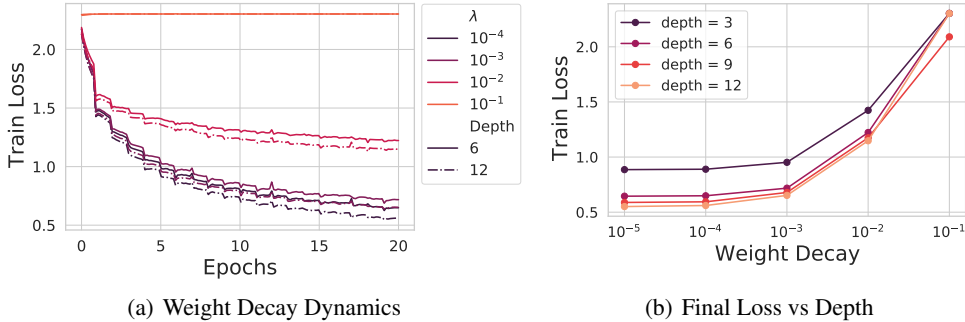 Train Loss
2.0
1.5
1.0
0.5
0
5
10
15
20
Epochs
λ
10⁻⁴
10⁻³
10⁻²
10⁻¹
Depth
6
12
(a) Weight Decay Dynamics
Train Loss
2.0
1.5
1.0
0.5
depth = 3
depth = 6
depth = 9
depth = 12
10⁻⁵
10⁻⁴
10⁻³
10⁻²
10⁻¹
Weight Decay
(b) Final Loss vs Depth